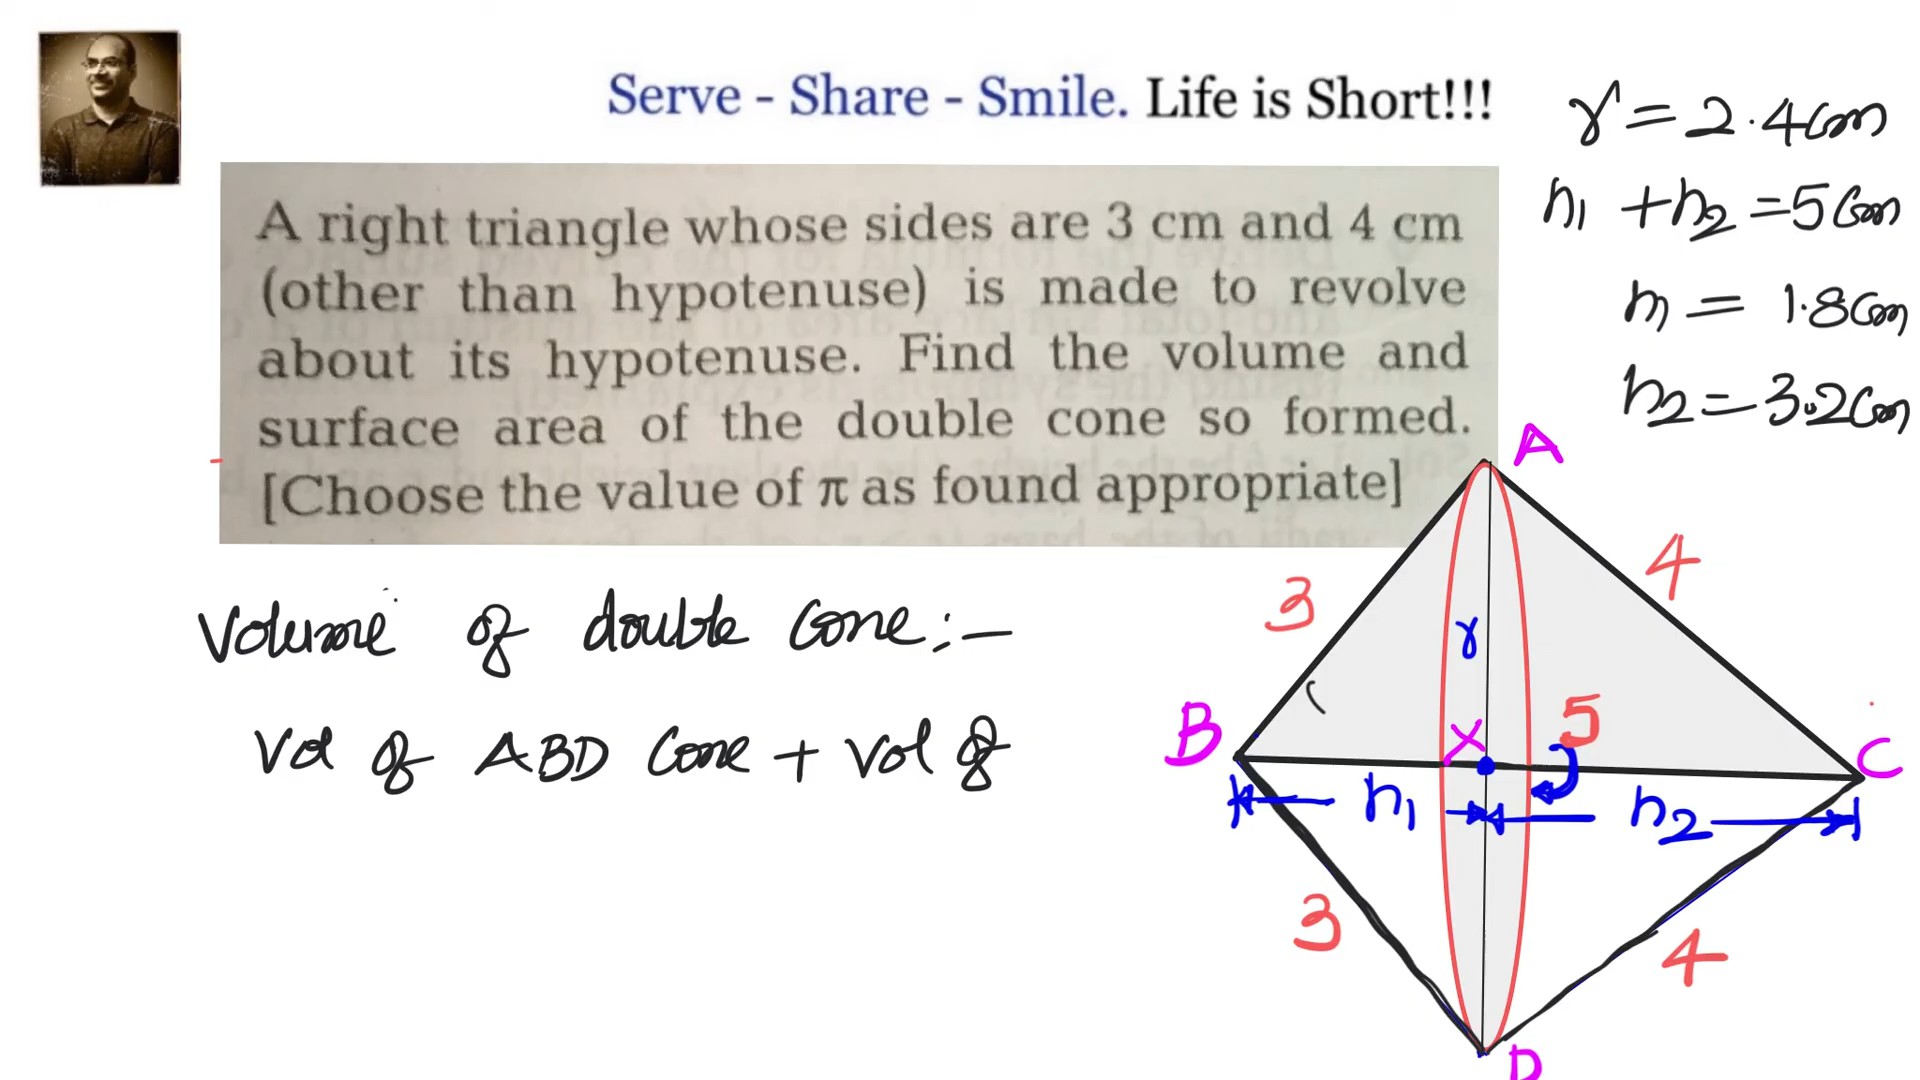 Serve - Share - Smile. Life is Short!!!
r = 2.4cm
h1 + h2 = 5cm
h1 = 1.8cm
h2 = 3.2cm
A right triangle whose sides are 3 cm and 4 cm
(other than hypotenuse) is made to revolve
about its hypotenuse. Find the volume and
surface area of the double cone so formed.
[Choose the value of π as found appropriate]
A
3
4
r
Volume of double Cone:-
B
X
5
C
Vol of ABD Cone + Vol of
h1
h2
3
4
D